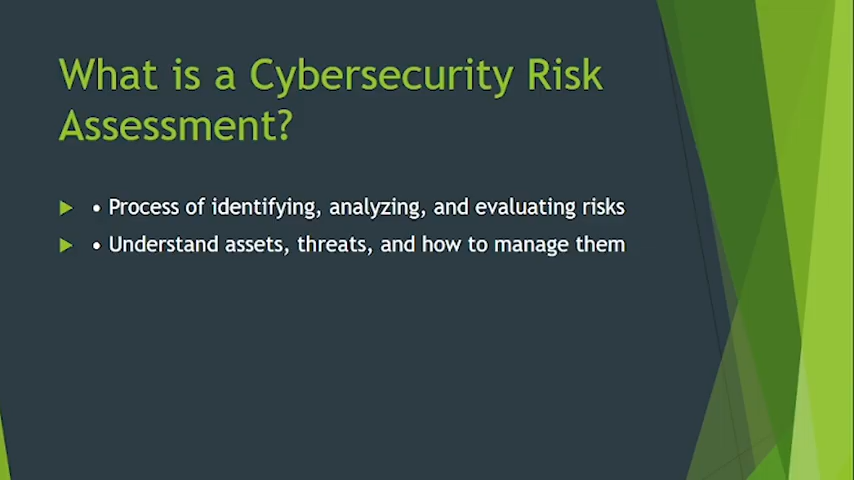 What is a Cybersecurity Risk
Assessment?
• Process of identifying, analyzing, and evaluating risks
• Understand assets, threats, and how to manage them